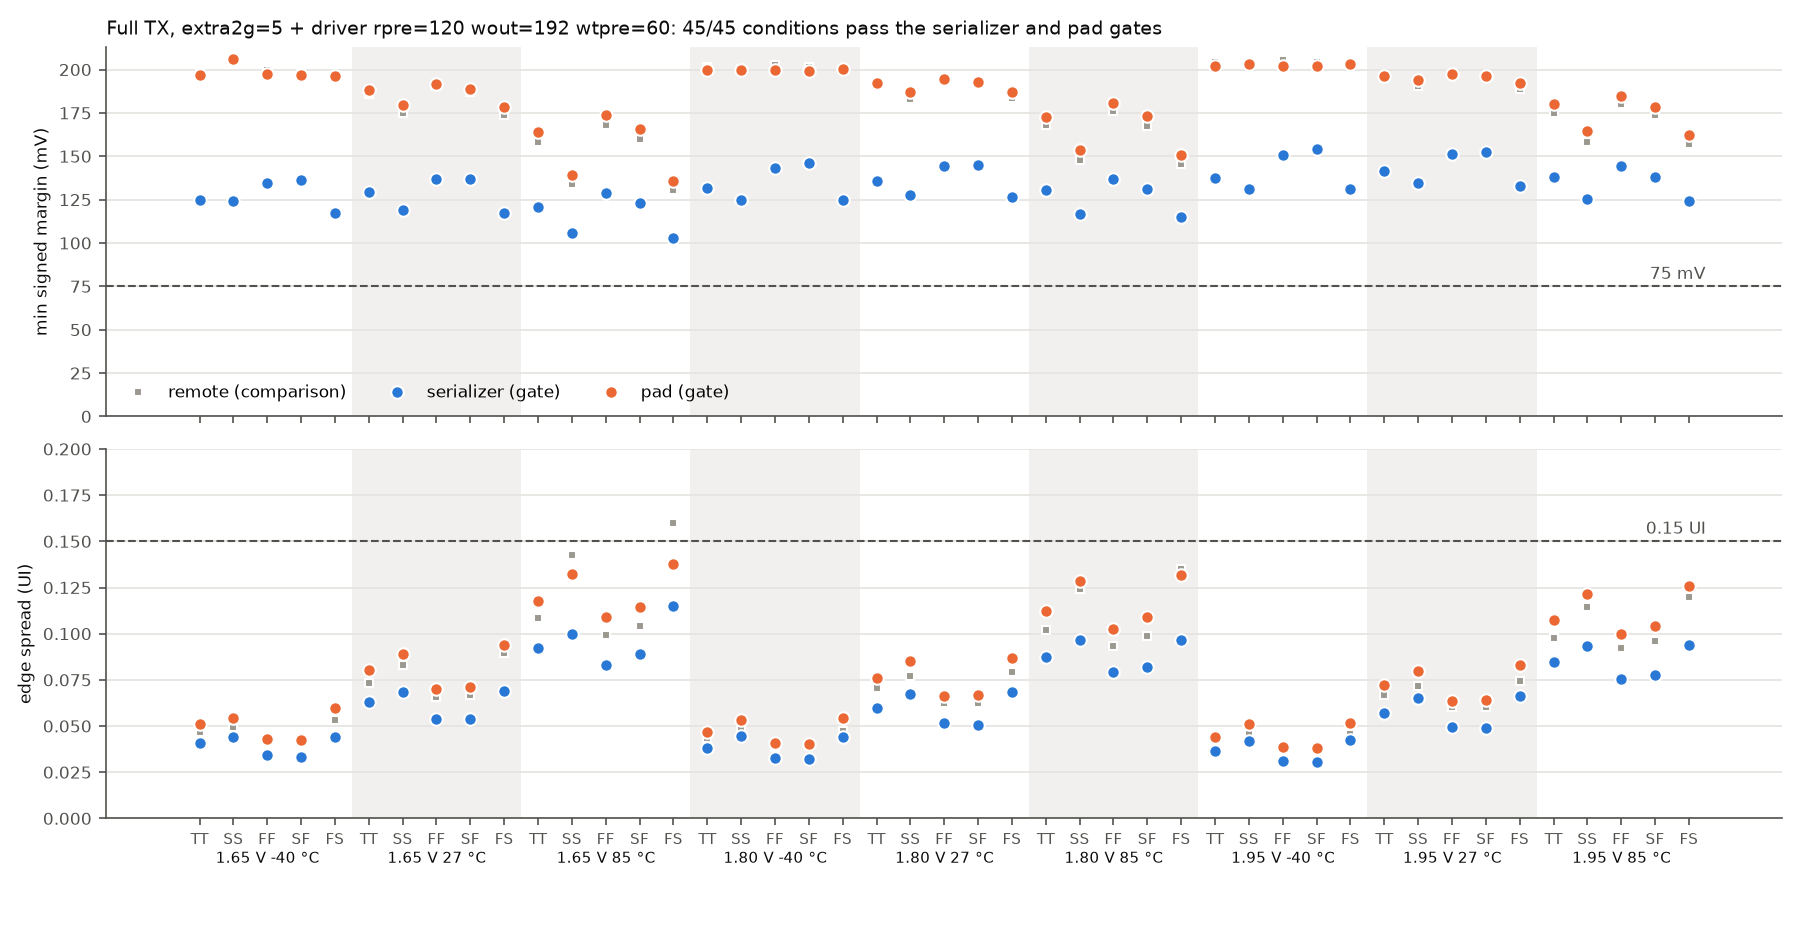 Full TX, extra2g=5 + driver rpre=120 wout=192 wtpre=60: 45/45 conditions pass the serializer and pad gates
min signed margin (mV)
200
175
150
125
100
75
50
25
0
75 mV
remote (comparison) serializer (gate) pad (gate)
edge spread (UI)
0.200
0.175
0.150
0.125
0.100
0.075
0.050
0.025
0.000
0.15 UI
TT SS FF SF FS TT SS FF SF FS TT SS FF SF FS TT SS FF SF FS TT SS FF SF FS TT SS FF SF FS TT SS FF SF FS TT SS FF SF FS TT SS FF SF FS
1.65 V -40 °C 1.65 V 27 °C 1.65 V 85 °C 1.80 V -40 °C 1.80 V 27 °C 1.80 V 85 °C 1.95 V -40 °C 1.95 V 27 °C 1.95 V 85 °C